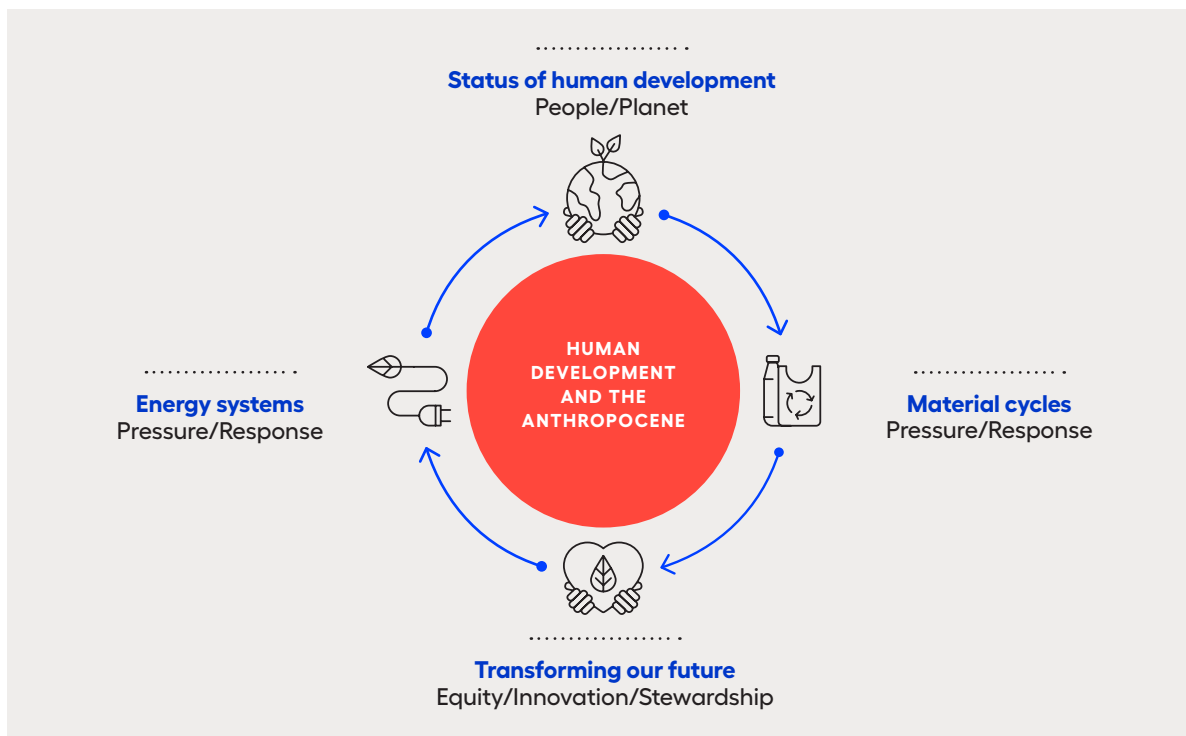 Status of human development
People/Planet
HUMAN
DEVELOPMENT
AND THE
ANTHROPOCENE
Energy systems
Pressure/Response
Material cycles
Pressure/Response
Transforming our future
Equity/Innovation/Stewardship